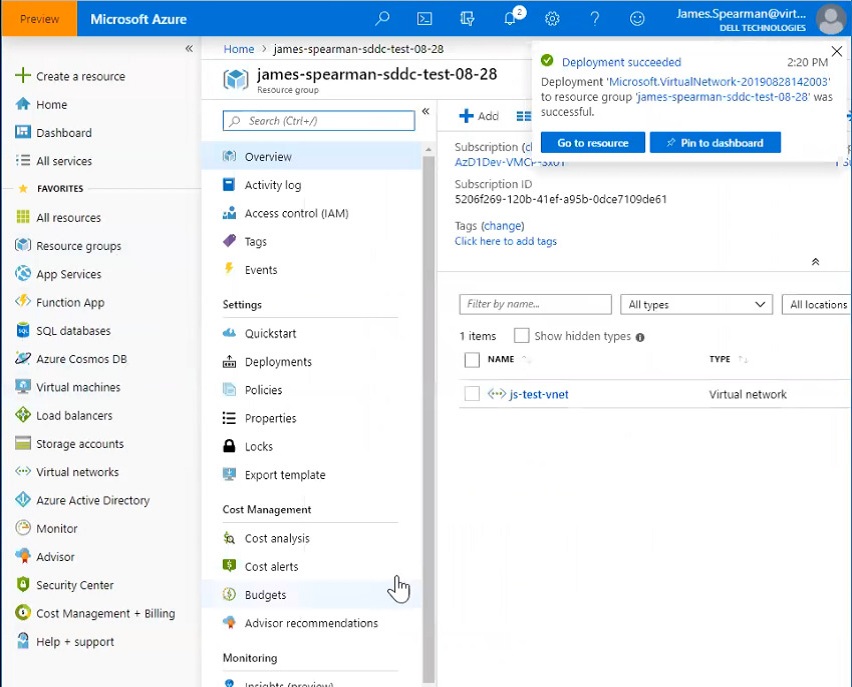 Preview
Microsoft Azure
2
James.Spearman@virt...
DELL TECHNOLOGIES
Create a resource
Home
Dashboard
All services
FAVORITES
All resources
Resource groups
App Services
Function App
SQL databases
Azure Cosmos DB
Virtual machines
Load balancers
Storage accounts
Virtual networks
Azure Active Directory
Monitor
Advisor
Security Center
Cost Management + Billing
Help + support
Home > james-spearman-sddc-test-08-28
james-spearman-sddc-test-08-28
Resource group
Search (Ctrl+/)
Overview
Activity log
Access control (IAM)
Tags
Events
Settings
Quickstart
Deployments
Policies
Properties
Locks
Export template
Cost Management
Cost analysis
Cost alerts
Budgets
Advisor recommendations
Monitoring
Insights (preview)
Deployment succeeded 2:20 PM
Deployment 'Microsoft.VirtualNetwork-20190828142003'
to resource group 'james-spearman-sddc-test-08-28' was
successful.
Go to resource
Pin to dashboard
Add
Subscription
Subscription ID
5206f269-120b-41ef-a95b-0dce7109de61
Tags (change)
Click here to add tags
Filter by name...
All types
All locations
1 items
Show hidden types
NAME
TYPE
js-test-vnet
Virtual network